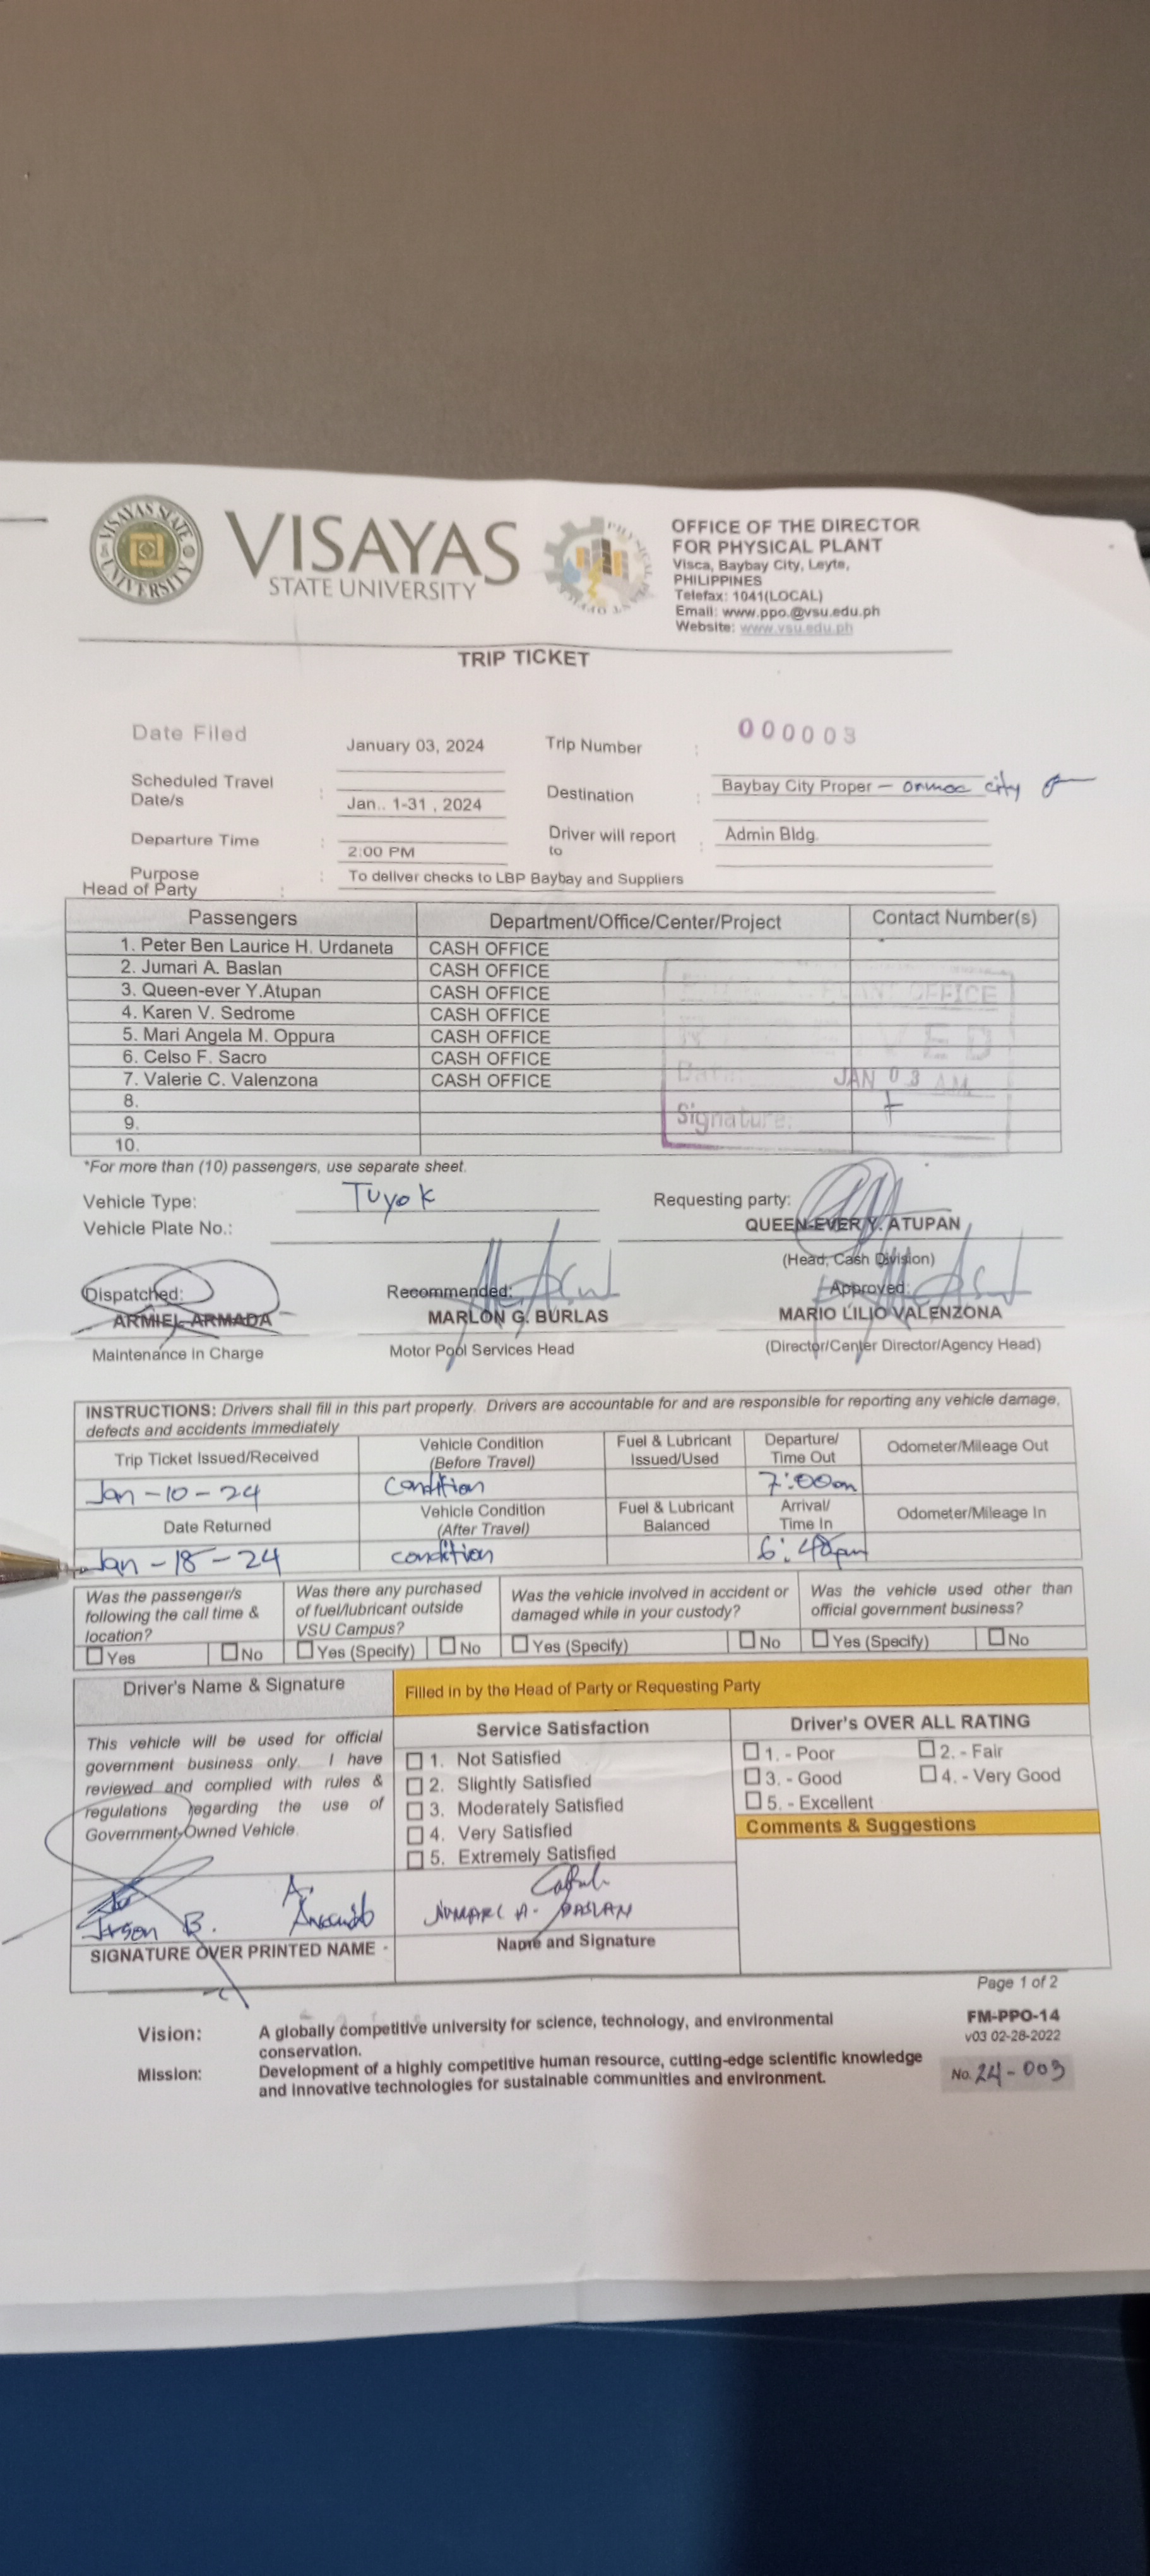 VISAYAS STATE UNIVERSITY
VISAYAS
STATE UNIVERSITY
OFFICE OF THE DIRECTOR
FOR PHYSICAL PLANT
Visca, Baybay City, Leyte,
PHILIPPINES
Telefax: 1041(LOCAL)
Email: www.ppo.@vsu.edu.ph
Website: www.vsu.edu.ph
TRIP TICKET
Date Filed January 03, 2024 Trip Number : 000003
Scheduled Travel Date/s : Jan.. 1-31 , 2024 Destination : Baybay City Proper – ormoc city
Departure Time : 2:00 PM Driver will report to : Admin Bldg.
Purpose : To deliver checks to LBP Baybay and Suppliers
Head of Party :
Passengers Department/Office/Center/Project Contact Number(s)
1. Peter Ben Laurice H. Urdaneta CASH OFFICE
2. Jumari A. Baslan CASH OFFICE
3. Queen-ever Y.Atupan CASH OFFICE
4. Karen V. Sedrome CASH OFFICE
5. Mari Angela M. Oppura CASH OFFICE
6. Celso F. Sacro CASH OFFICE
7. Valerie C. Valenzona CASH OFFICE
8.
9.
10.
OFFICE
Date: JAN 03 AM
Signature:
*For more than (10) passengers, use separate sheet.
Vehicle Type: Tuyok Requesting party:
Vehicle Plate No.: QUEEN-EVER Y. ATUPAN
(Head, Cash Division)
Dispatched: Recommended: Approved:
ARMIEL ARMADA MARLON G. BURLAS MARIO LILIO VALENZONA
Maintenance in Charge Motor Pool Services Head (Director/Center Director/Agency Head)
INSTRUCTIONS: Drivers shall fill in this part properly. Drivers are accountable for and are responsible for reporting any vehicle damage,
defects and accidents immediately
Trip Ticket Issued/Received Vehicle Condition (Before Travel) Fuel & Lubricant Issued/Used Departure/ Time Out Odometer/Mileage Out
Jan-10-24 condition 7:00am
Date Returned Vehicle Condition (After Travel) Fuel & Lubricant Balanced Arrival/ Time In Odometer/Mileage In
Jan-18-24 condition 6:40pm
Was the passenger/s following the call time & location? Was there any purchased of fuel/lubricant outside VSU Campus? Was the vehicle involved in accident or damaged while in your custody? Was the vehicle used other than official government business?
Yes No Yes (Specify) No Yes (Specify) No Yes (Specify) No
Driver's Name & Signature Filled in by the Head of Party or Requesting Party
Service Satisfaction Driver's OVER ALL RATING
This vehicle will be used for official
government business only. I have
reviewed and complied with rules &
regulations regarding the use of
Government-Owned Vehicle.
1. Not Satisfied
2. Slightly Satisfied
3. Moderately Satisfied
4. Very Satisfied
5. Extremely Satisfied
1. - Poor 2. - Fair
3. - Good 4. - Very Good
5. - Excellent
Comments & Suggestions
Jason B. JUMARI A. BASLAN
SIGNATURE OVER PRINTED NAME - Name and Signature
Page 1 of 2
Vision: A globally competitive university for science, technology, and environmental
conservation.
Mission: Development of a highly competitive human resource, cutting-edge scientific knowledge
and innovative technologies for sustainable communities and environment.
FM-PPO-14
v03 02-28-2022
No. 24-003